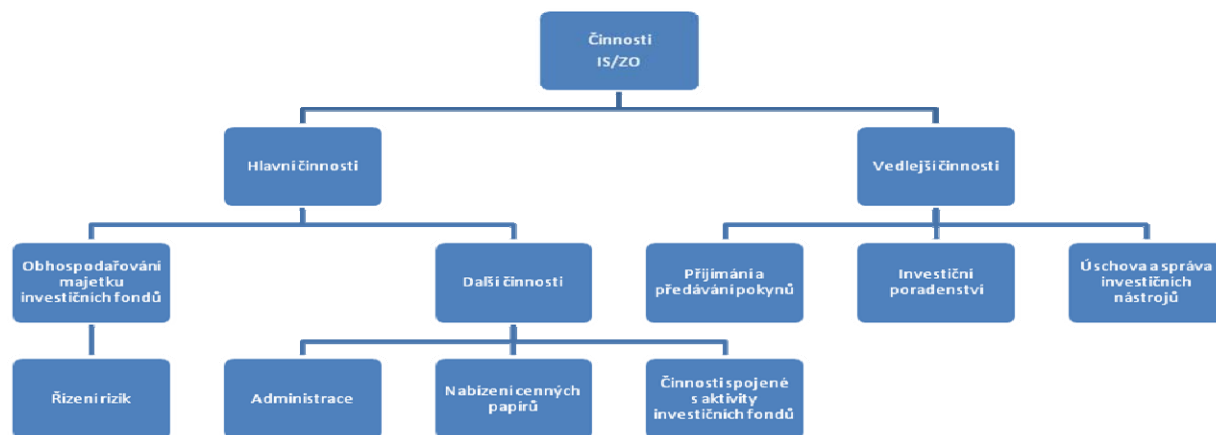 Činnosti
IS/ZO
Hlavní činnosti
Vedlejší činnosti
Obhospodařování
majetku
investičních fondů
Další činnosti
Přijímání a
předávání pokynů
Investiční
poradenství
Úschova a správa
investičních
nástrojů
Řízení rizik
Administrace
Nabízení cenných
papírů
Činnosti spojené
s aktivity
investičních fondů